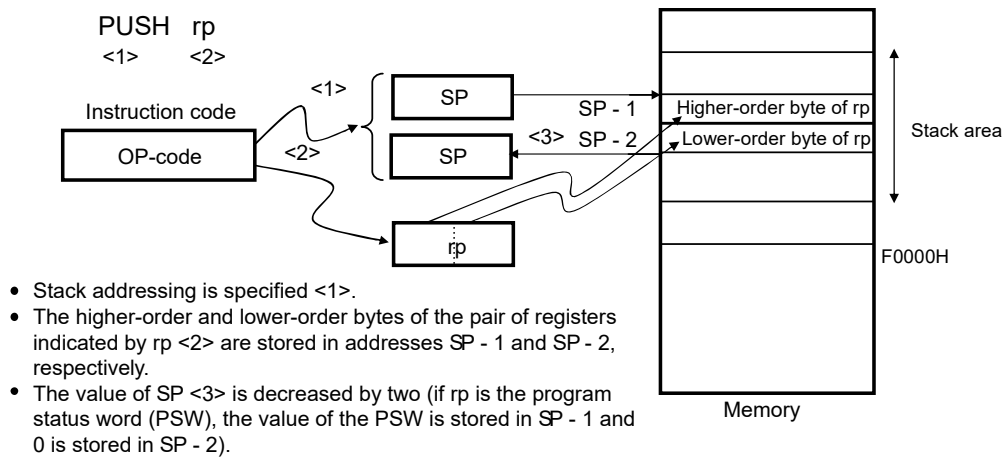 PUSH rp
<1> <2>
Instruction code
OP-code
<1>
<2>
SP
SP
SP - 1
<3> SP - 2
rp
Higher-order byte of rp
Lower-order byte of rp
Stack area
F0000H
Memory
• Stack addressing is specified <1>.
• The higher-order and lower-order bytes of the pair of registers
indicated by rp <2> are stored in addresses SP - 1 and SP - 2,
respectively.
• The value of SP <3> is decreased by two (if rp is the program
status word (PSW), the value of the PSW is stored in SP - 1 and
0 is stored in SP - 2).